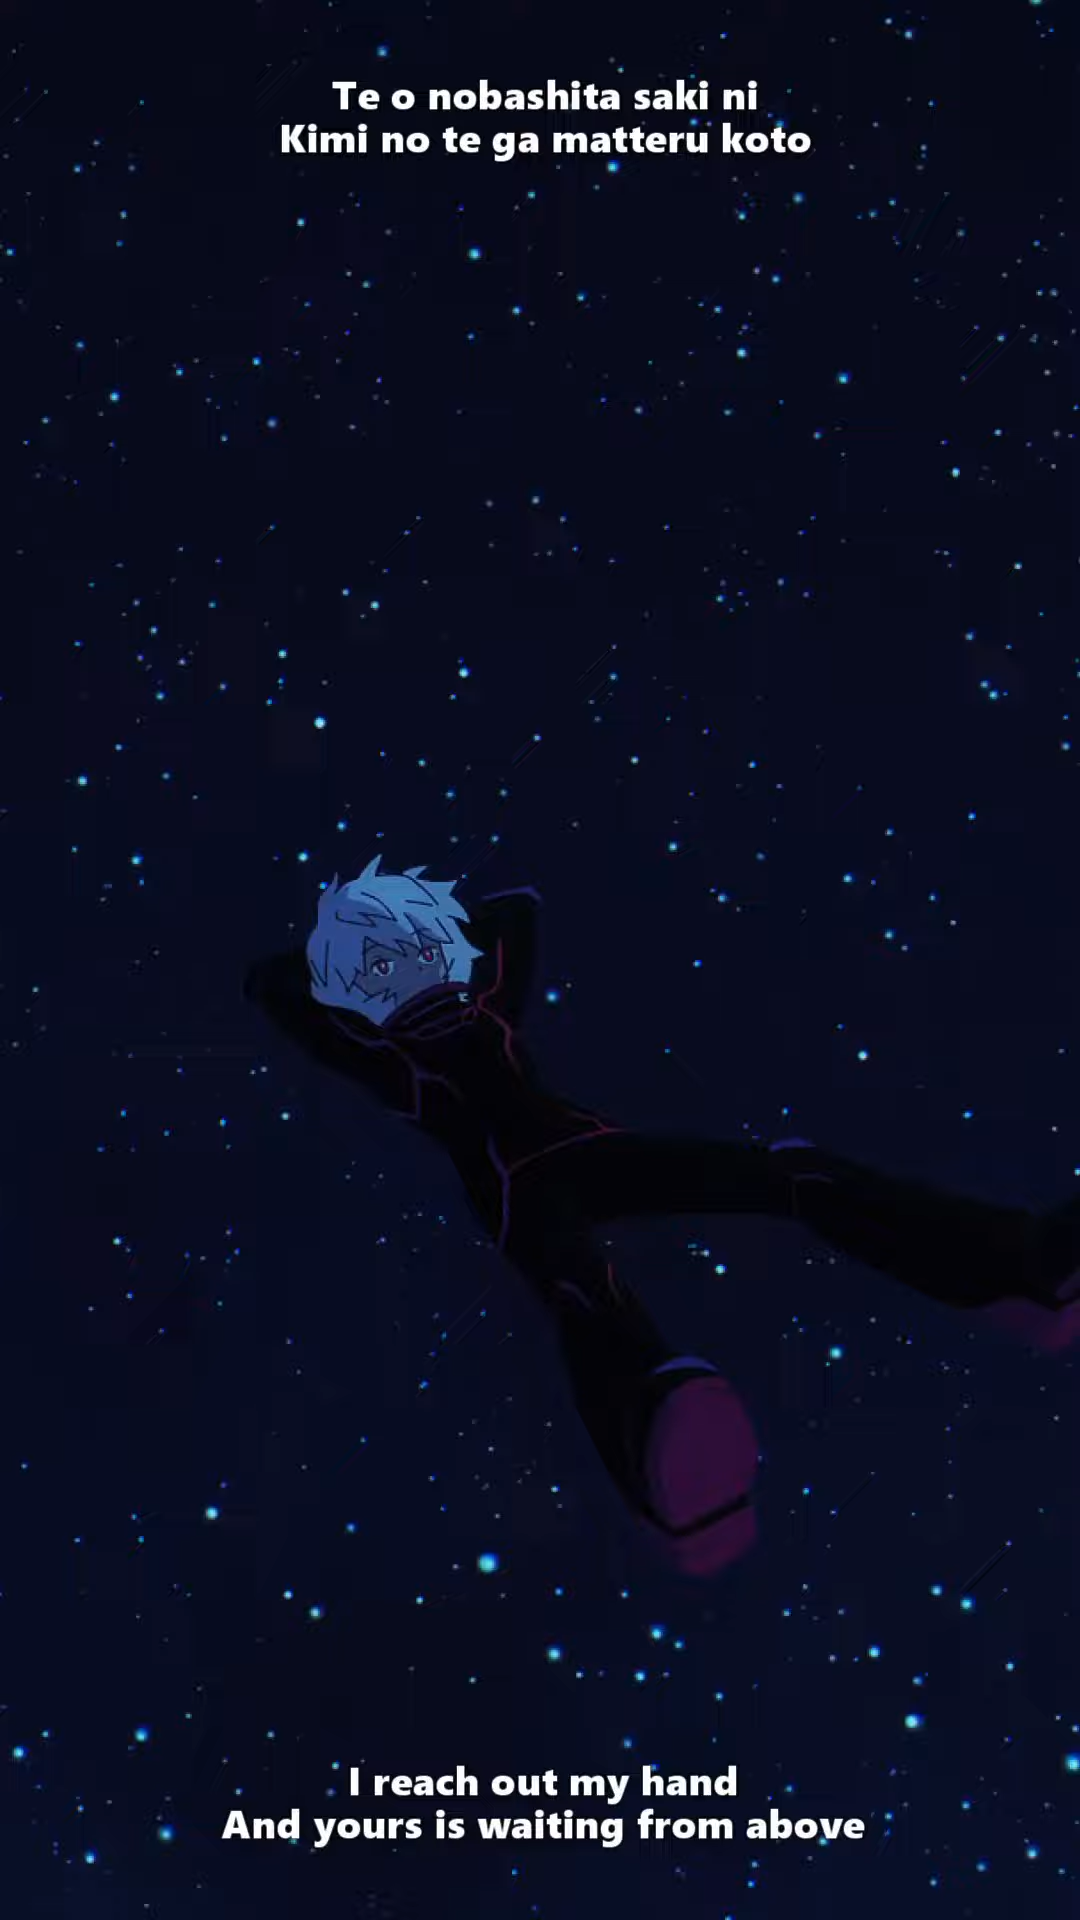 Te o nobashita saki ni
Kimi no te ga matteru koto
I reach out my hand
And yours is waiting from above